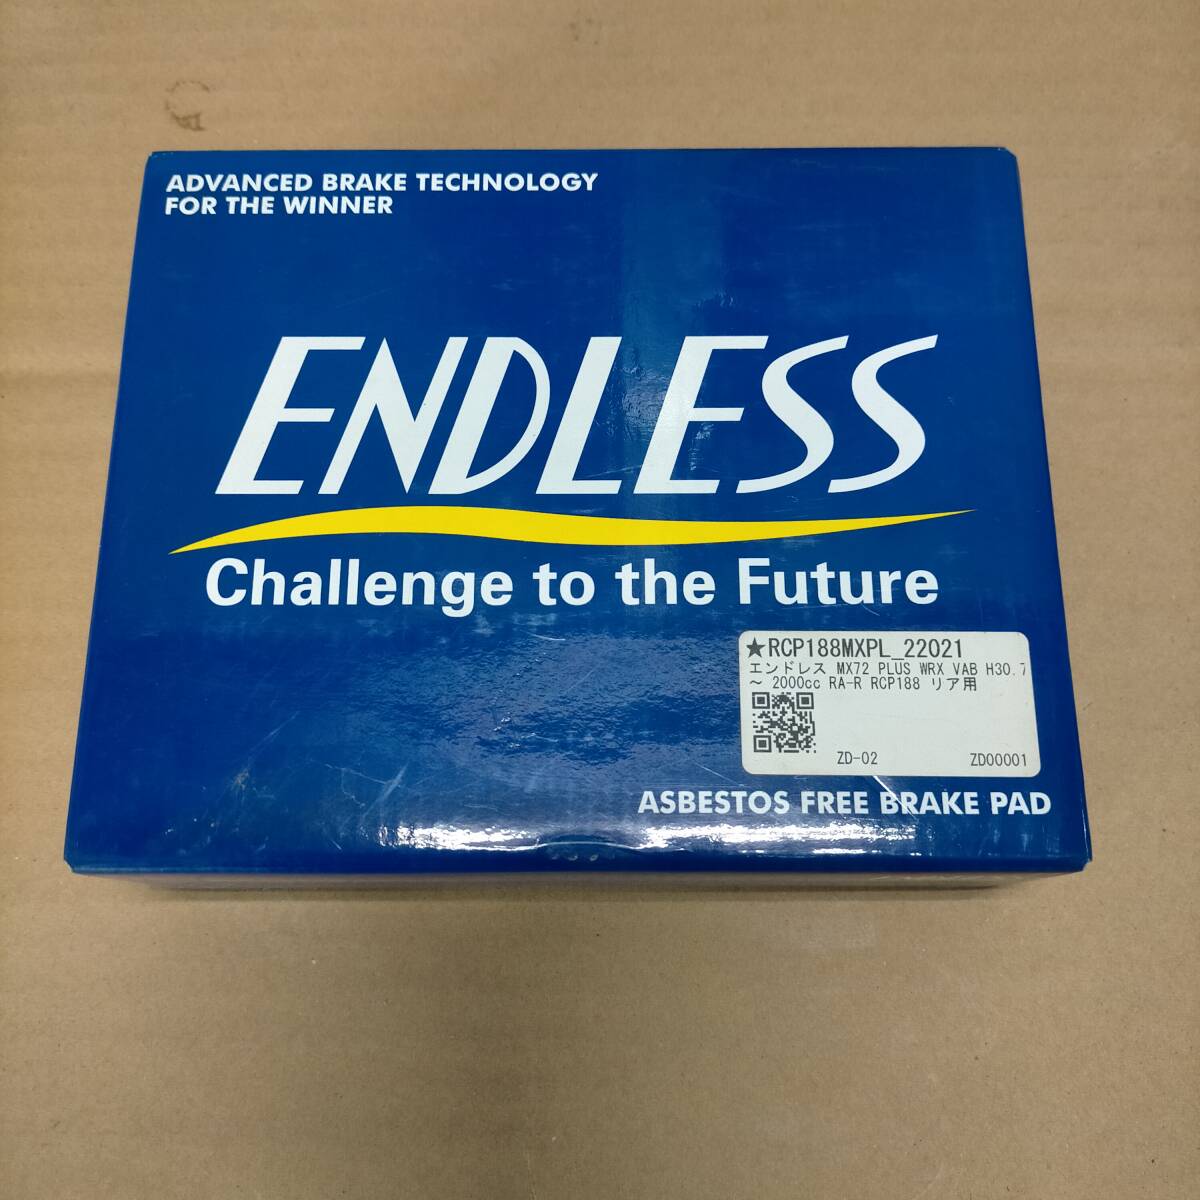 ADVANCED BRAKE TECHNOLOGY
FOR THE WINNER
ENDLESS
Challenge to the Future
★RCP188MXPL_22021
エンドレス MX72 PLUS WRX VAB H30.7
～ 2000cc RA-R RCP188 リア用
ZD-02 ZD00001
ASBESTOS FREE BRAKE PAD